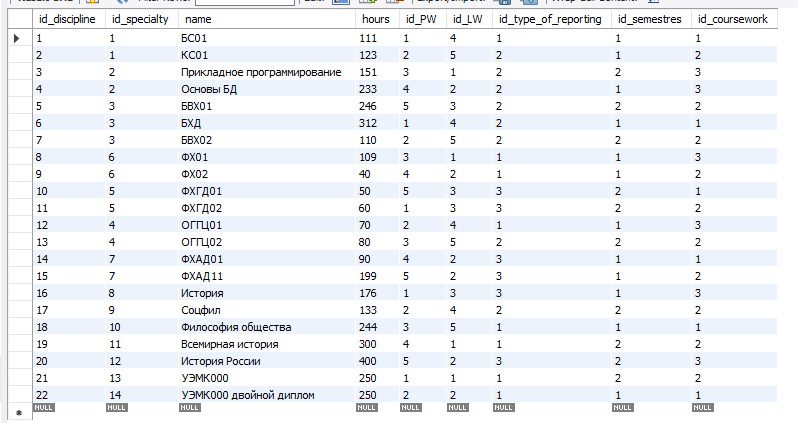 id_discipline id_specialty name hours id_PW id_LW id_type_of_reporting id_semestres id_coursework
1 1 БС01 111 1 4 1 1 1
2 1 КС01 123 2 5 2 1 2
3 2 Прикладное программирование 151 3 1 2 2 3
4 2 Основы БД 233 4 2 2 1 3
5 3 БВХ01 246 5 3 2 2 2
6 3 БХД 312 1 4 2 1 1
7 3 БВХ02 110 2 5 2 1 2
8 6 ФХ01 109 3 1 1 1 3
9 6 ФХ02 40 4 2 1 1 2
10 5 ФХГД01 50 5 3 3 2 1
11 5 ФХГД02 60 1 3 3 2 2
12 4 ОГГЦ01 70 2 4 1 1 3
13 4 ОГГЦ02 80 3 5 2 2 2
14 7 ФХАД01 90 4 2 3 1 1
15 7 ФХАД11 199 5 2 3 1 2
16 8 История 176 1 3 3 1 3
17 9 Соцфил 133 2 4 2 2 2
18 10 Философия общества 244 3 5 1 1 1
19 11 Всемирная история 300 4 1 1 2 2
20 12 История России 400 5 2 3 2 3
21 13 УЭМК000 250 1 1 1 2 2
22 14 УЭМК000 двойной диплом 250 2 2 1 1 1
NULL NULL NULL NULL NULL NULL NULL NULL NULL